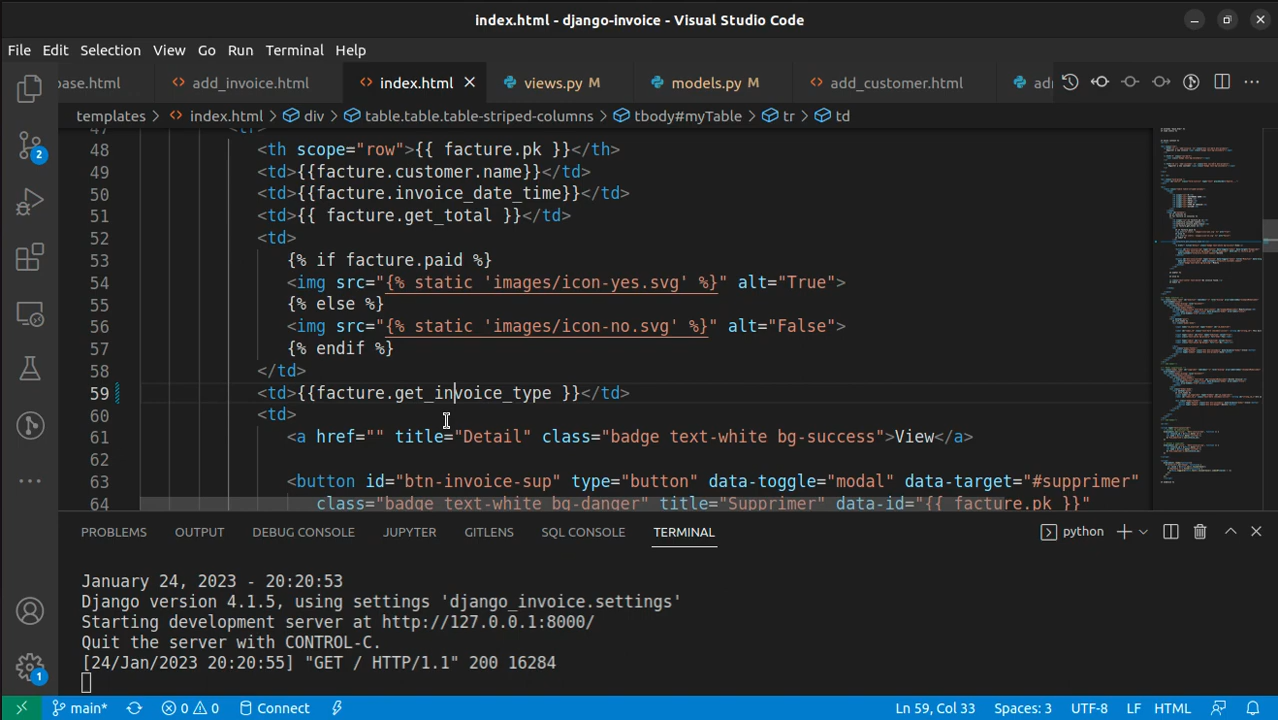 index.html - django-invoice - Visual Studio Code
File Edit Selection View Go Run Terminal Help
base.html add_invoice.html index.html views.py M models.py M add_customer.html
templates > index.html > div > table.table.table-striped-columns > tbody#myTable > tr > td
47 <tr>
48 <th scope="row">{{ facture.pk }}</th>
49 <td>{{facture.customer.name}}</td>
50 <td>{{facture.invoice_date_time}}</td>
51 <td>{{ facture.get_total }}</td>
52 <td>
53 {% if facture.paid %}
54 <img src="{% static 'images/icon-yes.svg' %}" alt="True">
55 {% else %}
56 <img src="{% static 'images/icon-no.svg' %}" alt="False">
57 {% endif %}
58 </td>
59 <td>{{facture.get_invoice_type }}</td>
60 <td>
61 <a href="" title="Detail" class="badge text-white bg-success">View</a>
62
63 <button id="btn-invoice-sup" type="button" data-toggle="modal" data-target="#supprimer"
64 class="badge text-white bg-danger" title="Supprimer" data-id="{{ facture.pk }}"
2
PROBLEMS OUTPUT DEBUG CONSOLE JUPYTER GITLENS SQL CONSOLE TERMINAL python
January 24, 2023 - 20:20:53
Django version 4.1.5, using settings 'django_invoice.settings'
Starting development server at http://127.0.0.1:8000/
Quit the server with CONTROL-C.
[24/Jan/2023 20:20:55] "GET / HTTP/1.1" 200 16284
1
main* 0 0 Connect Ln 59, Col 33 Spaces: 3 UTF-8 LF HTML